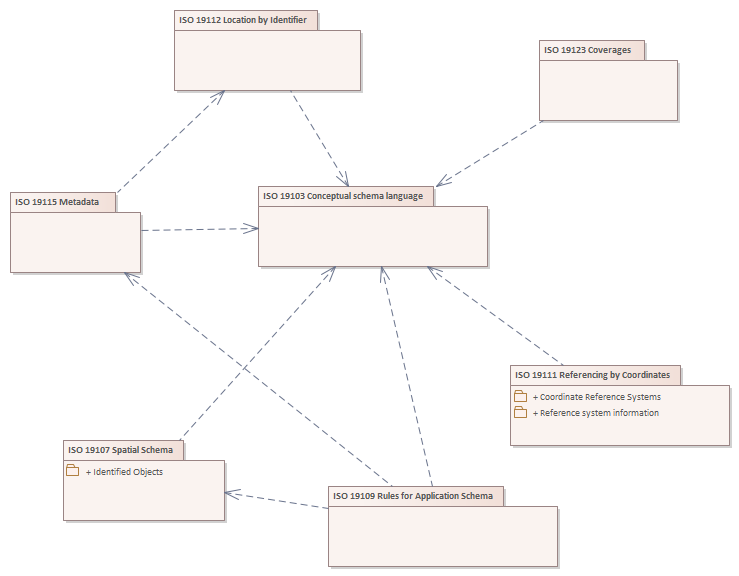 ISO 19112 Location by Identifier
ISO 19123 Coverages
ISO 19115 Metadata
ISO 19103 Conceptual schema language
ISO 19111 Referencing by Coordinates
+ Coordinate Reference Systems
+ Reference system information
ISO 19107 Spatial Schema
+ Identified Objects
ISO 19109 Rules for Application Schema